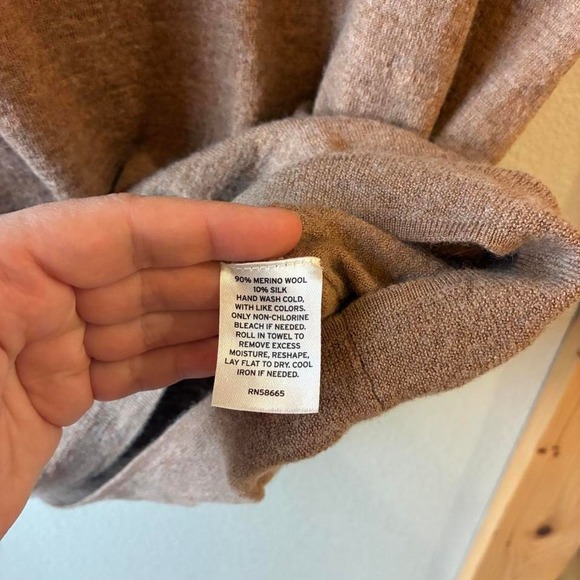 90% MERINO WOOL
10% SILK
HAND WASH COLD,
WITH LIKE COLORS.
ONLY NON-CHLORINE
BLEACH IF NEEDED.
ROLL IN TOWEL TO
REMOVE EXCESS
MOISTURE, RESHAPE,
LAY FLAT TO DRY. COOL
IRON IF NEEDED.
RN58665